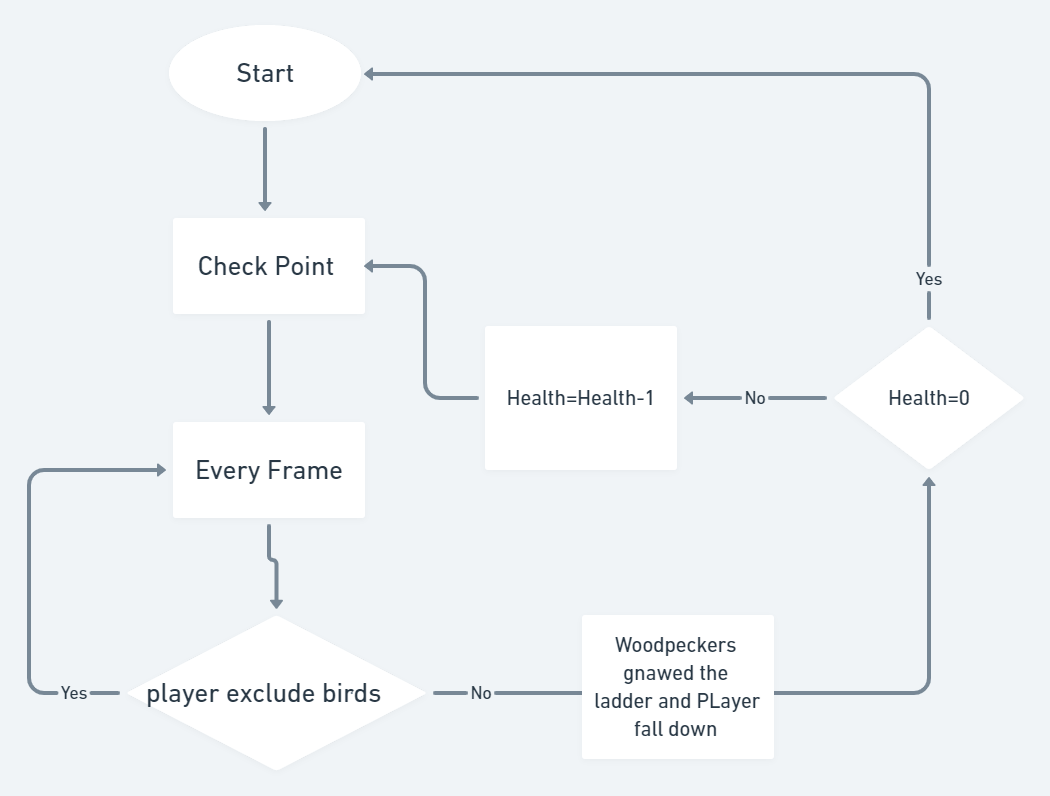 Start
Check Point
Yes
Health=Health-1
No
Health=0
Every Frame
Woodpeckers
gnawed the
ladder and PLayer
fall down
Yes
player exclude birds
No